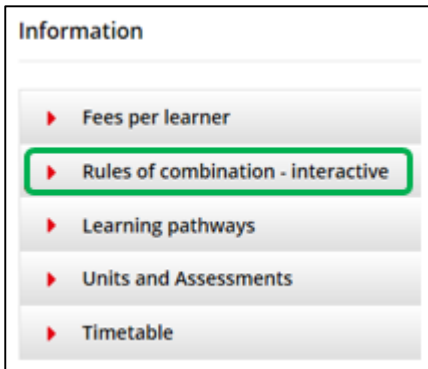 Information
Fees per learner
Rules of combination - interactive
Learning pathways
Units and Assessments
Timetable